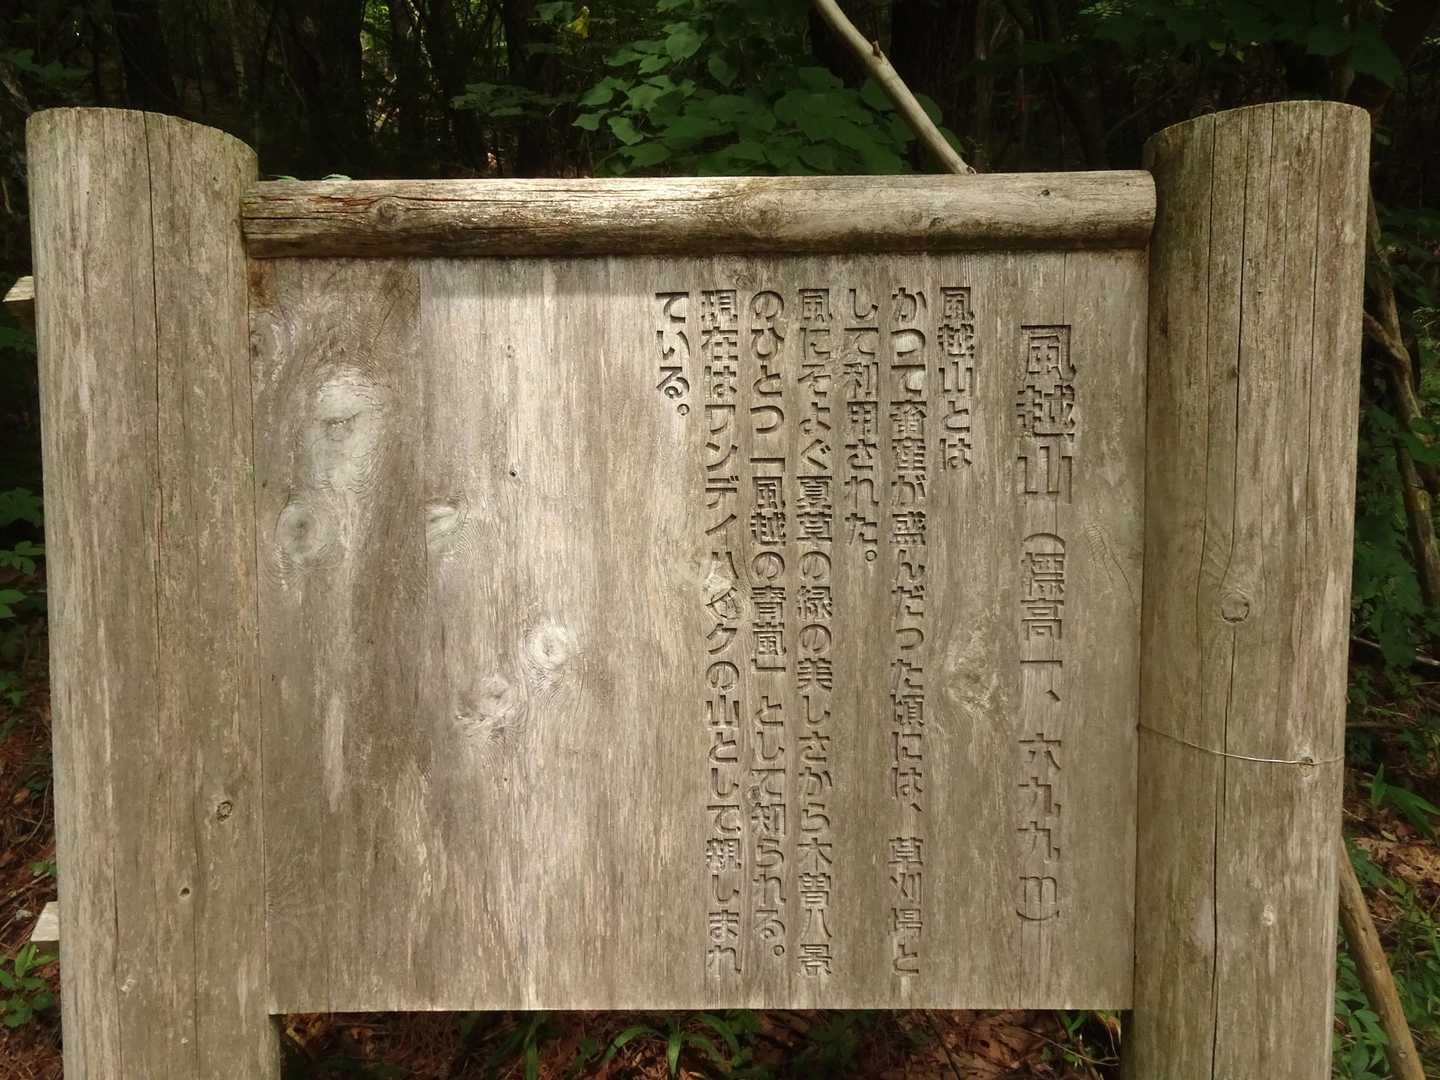 風越山（標高一、六九九m）
風越山とは
かつて畜産が盛んだった頃には、草刈場と
して利用された。
風にそよぐ夏草の緑の美しさから木曽八景
のひとつ「風越の青嵐」として知られる。
現在はワンデイハイクの山として親しまれ
ている。